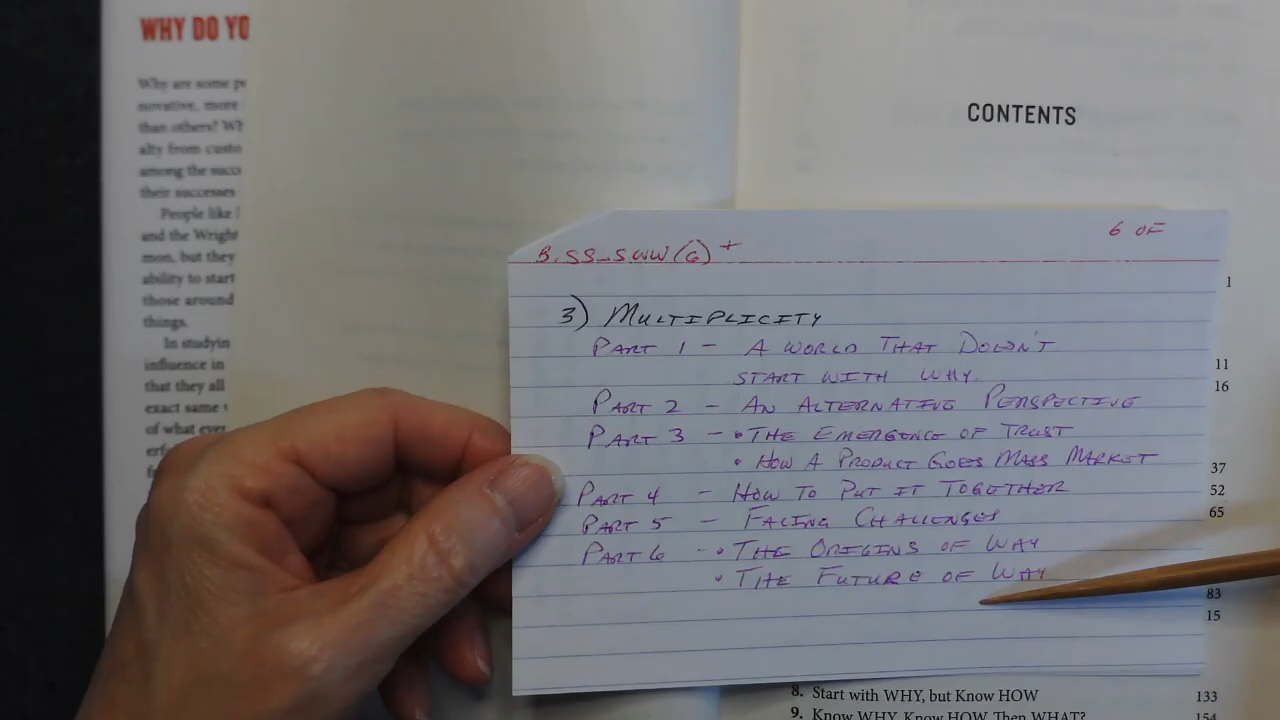 WHY DO YO
Why are some pe
novative, more
than others? Wh
alty from custo
among the succ
their successes
People like
and the Wright
mon, but they
ability to start
those around
things.
In studyin
influence in
that they all
exact same
of what ever
CONTENTS
B.SS_SWW(6)+
6 OF
3) MULTIPLICITY
PART 1 - A WORLD THAT DOESN'T
START WITH WHY.
PART 2 - AN ALTERNATIVE PERSPECTIVE
PART 3 - • THE EMERGENCE OF TRUST
• HOW A PRODUCT GOES MASS MARKET
PART 4 - HOW TO PUT IT TOGETHER
PART 5 - FACING CHALLENGES
PART 6 - • THE ORIGINS OF WHY
• THE FUTURE OF WHY
1
11
16
37
52
65
83
15
8. Start with WHY, but Know HOW 133
9. Know WHY. Know HOW. Then WHAT? 154